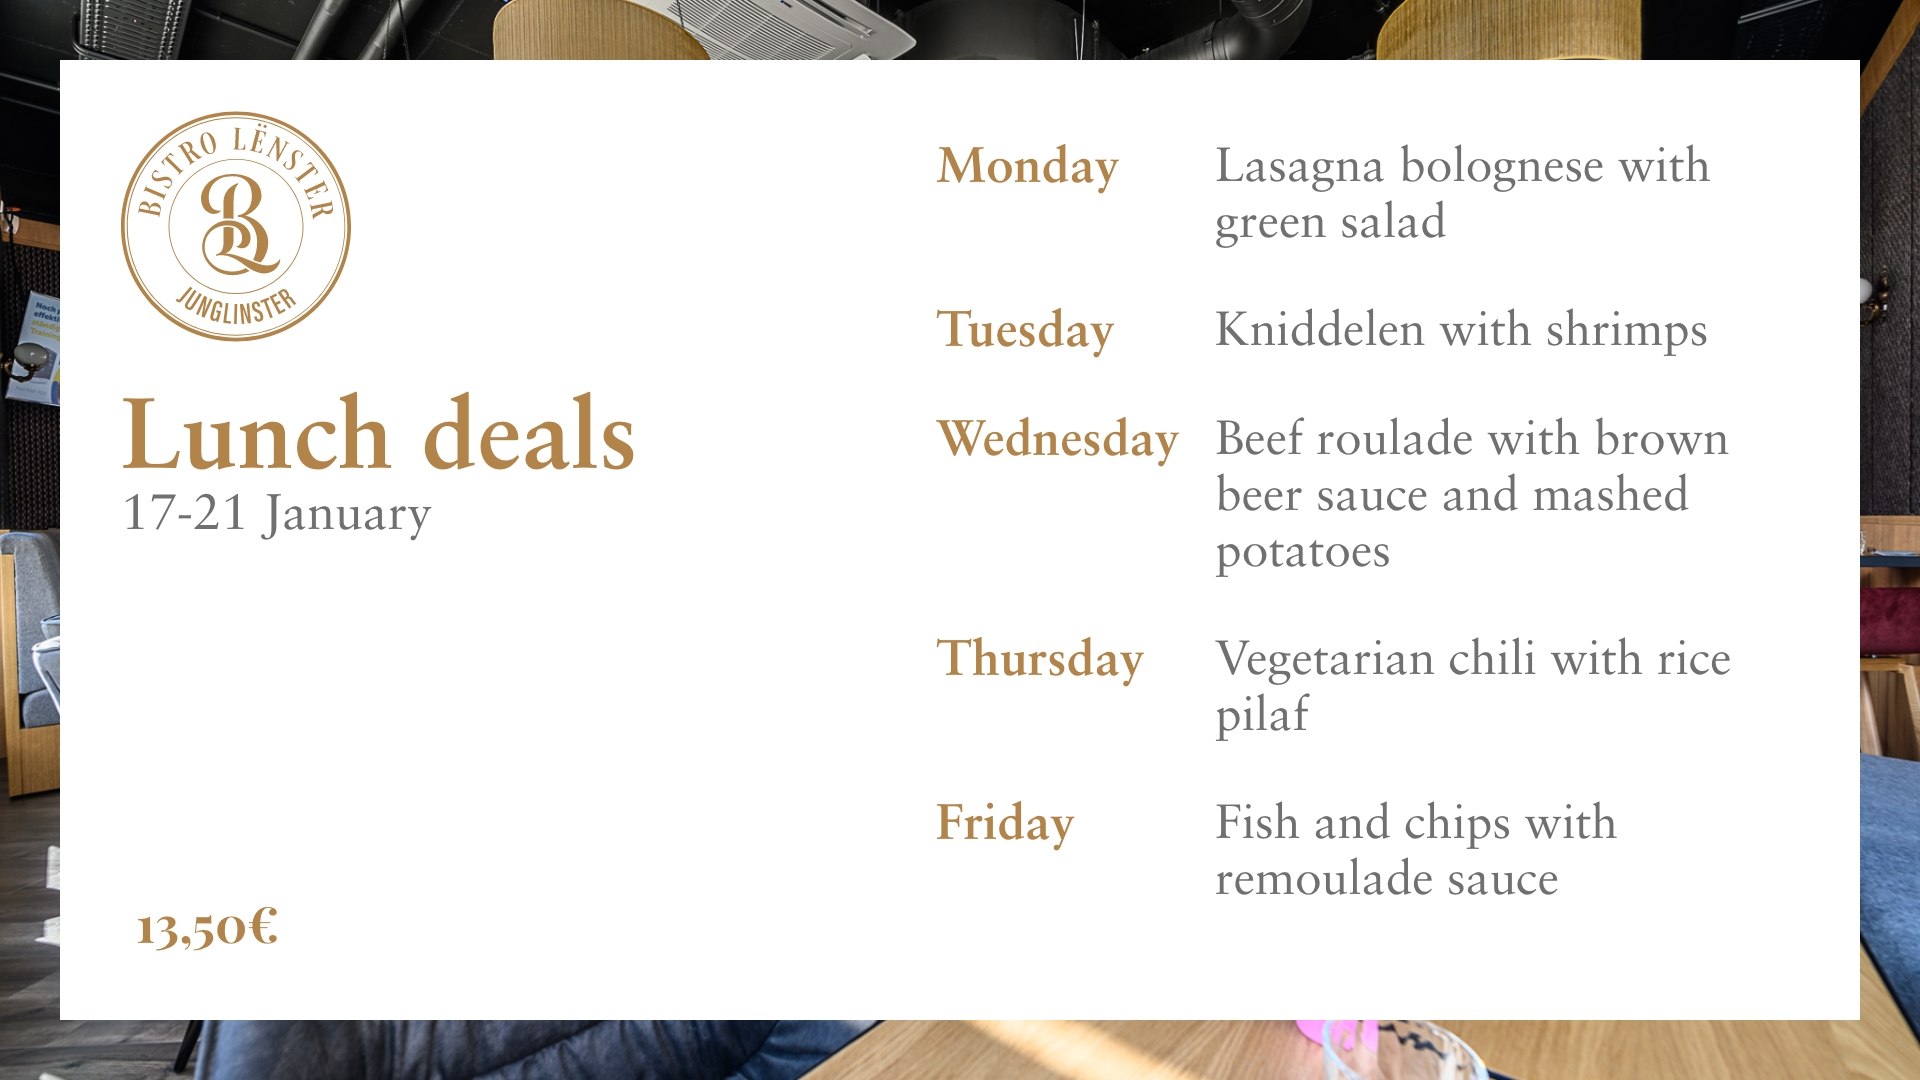 BISTRO LËNSTER
JUNGLINSTER
Lunch deals
17-21 January
13,50€
Monday
Lasagna bolognese with
green salad
Tuesday
Kniddelen with shrimps
Wednesday
Beef roulade with brown
beer sauce and mashed
potatoes
Thursday
Vegetarian chili with rice
pilaf
Friday
Fish and chips with
remoulade sauce